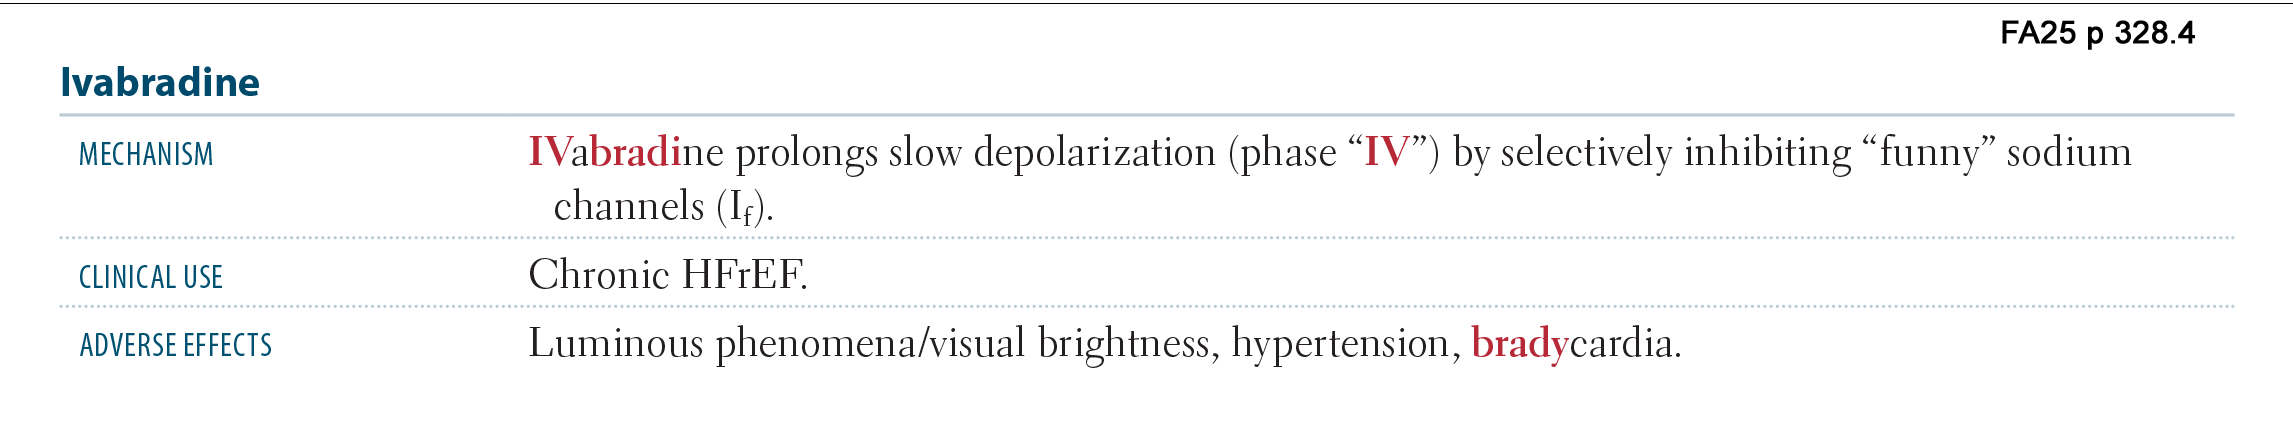 FA25 p 328.4
Ivabradine
MECHANISM
IVabradine prolongs slow depolarization (phase “IV”) by selectively inhibiting “funny” sodium
channels (If).
CLINICAL USE
Chronic HFrEF.
ADVERSE EFFECTS
Luminous phenomena/visual brightness, hypertension, bradycardia.